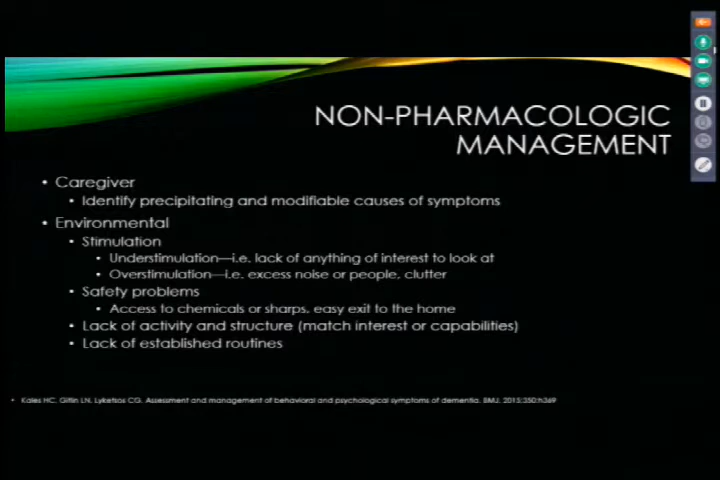 NON-PHARMACOLOGIC
MANAGEMENT
• Caregiver
• Identify precipitating and modifiable causes of symptoms
• Environmental
• Stimulation
• Understimulation—i.e. lack of anything of interest to look at
• Overstimulation—i.e. excess noise or people, clutter
• Safety problems
• Access to chemicals or sharps, easy exit to the home
• Lack of activity and structure (match interest or capabilities)
• Lack of established routines
• Kales HC, Gitlin LN, Lyketsos CG. Assessment and management of behavioral and psychological symptoms of dementia. BMJ. 2015;350:h369